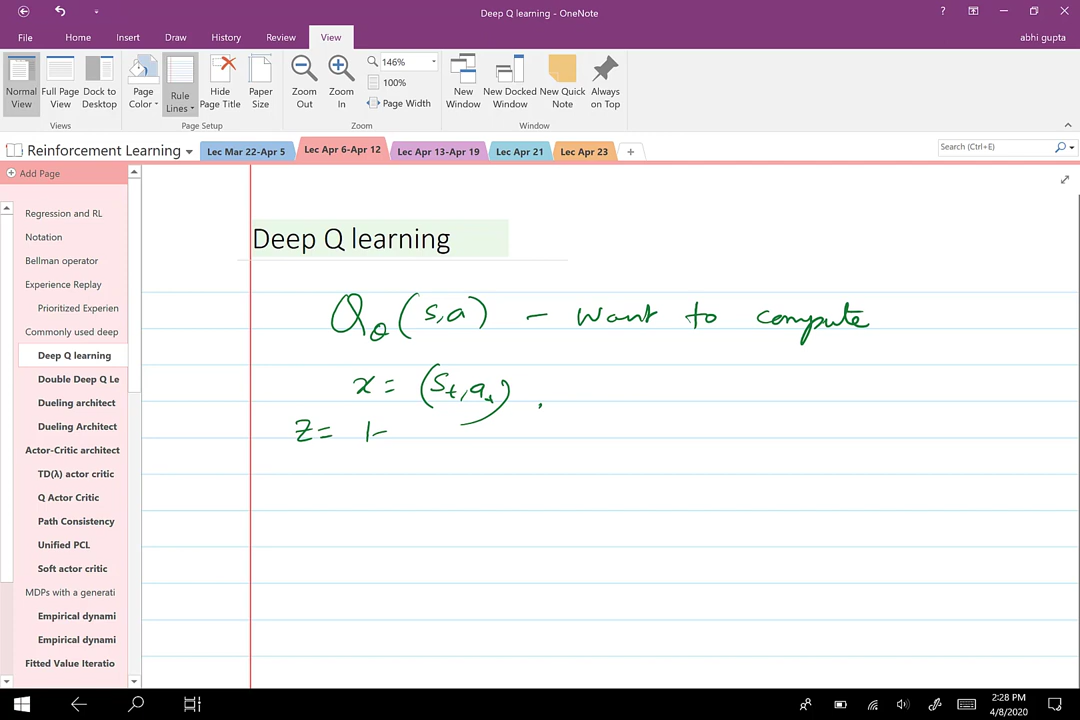 Deep Q learning - OneNote
?
File Home Insert Draw History Review View
abhi gupta
Normal View
Full Page View
Dock to Desktop
Page Color
Rule Lines
Hide Page Title
Paper Size
Zoom Out
Zoom In
146%
100%
Page Width
New Window
New Docked Window
New Quick Note
Always on Top
Views Page Setup Zoom Window
Reinforcement Learning Lec Mar 22-Apr 5 Lec Apr 6-Apr 12 Lec Apr 13-Apr 19 Lec Apr 21 Lec Apr 23 +
Search (Ctrl+E)
Add Page
Regression and RL
Notation
Bellman operator
Experience Replay
Prioritized Experien
Commonly used deep
Deep Q learning
Double Deep Q Le
Dueling architect
Dueling Architect
Actor-Critic architect
TD(λ) actor critic
Q Actor Critic
Path Consistency
Unified PCL
Soft actor critic
MDPs with a generati
Empirical dynami
Empirical dynami
Fitted Value Iteratio
Deep Q learning
Q_θ (s,a) - want to compute
x = (s_t, a_t)
z =
2:28 PM
4/8/2020